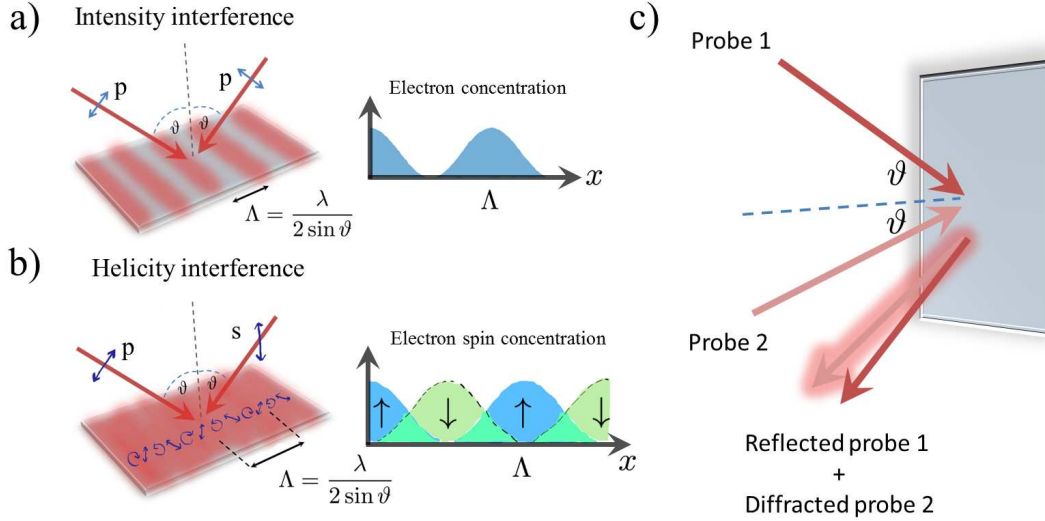 a)
Intensity interference
p
p
ϑ
ϑ
Λ = λ / 2 sin ϑ
Electron concentration
Λ
x
b)
Helicity interference
p
s
ϑ
ϑ
Λ = λ / 2 sin ϑ
Electron spin concentration
↑
↓
↑
↓
Λ
x
c)
Probe 1
ϑ
ϑ
Probe 2
Reflected probe 1
+
Diffracted probe 2